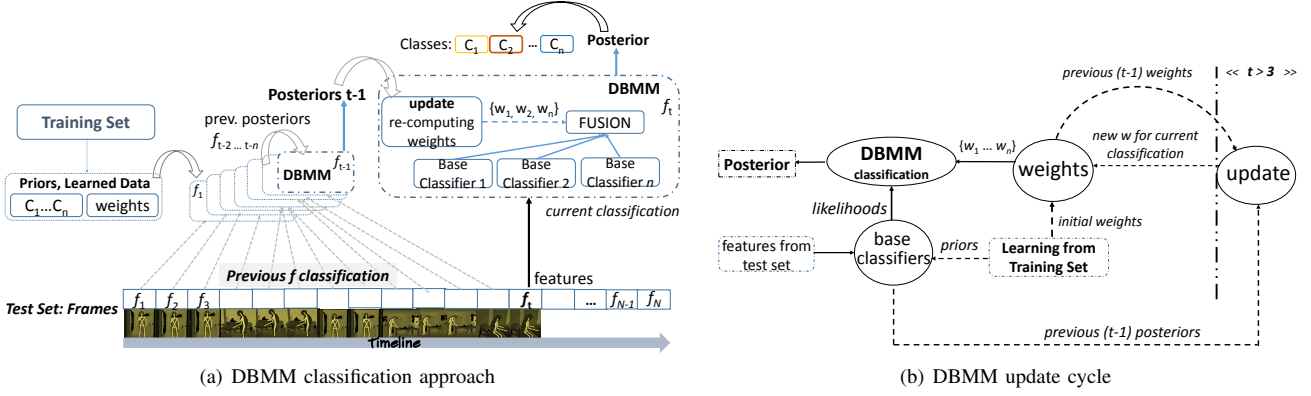 Classes: C1 C2 ... Cn
Posterior
Training Set
Posteriors t-1
prev. posteriors
ft-2 ... t-n
DBMM
ft
update
re-computing
weights
{w1, w2, wn}
FUSION
Base
Classifier 1
Base
Classifier 2
Base
Classifier n
current classification
Priors, Learned Data
C1...Cn
weights
f1
ft-1
DBMM
Previous f classification
features
Test Set: Frames
f1 f2 f3 ft ... fN-1 fN
Timeline
(a) DBMM classification approach
previous (t-1) weights
<< t > 3 >>
new w for current
classification
{w1 ... wn}
Posterior
DBMM
classification
weights
update
likelihoods
initial weights
features from
test set
base
classifiers
priors
Learning from
Training Set
previous (t-1) posteriors
(b) DBMM update cycle